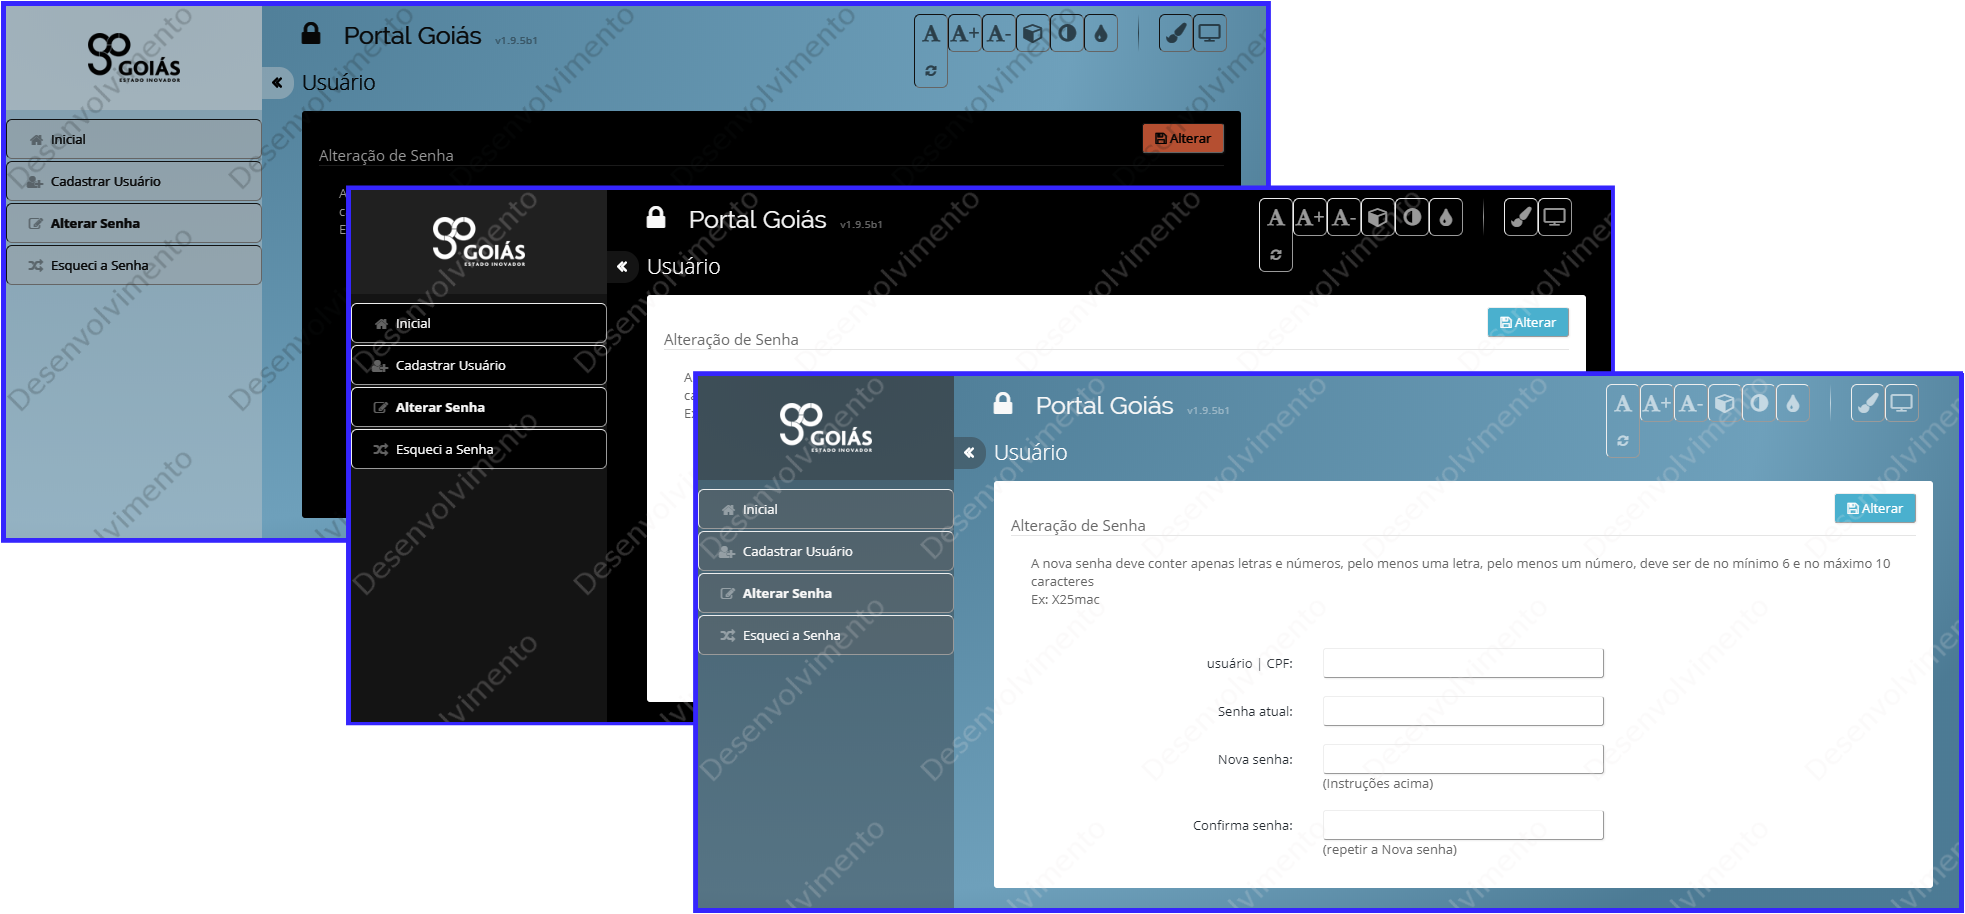 GOIÁS
ESTADO INOVADOR
Portal Goiás v1.9.5b1
A A+ A-
Usuário
Inicial
Cadastrar Usuário
Alterar Senha
Esqueci a Senha
Alterar
Alteração de Senha
A
c
E
Desenvolvimento
GOIÁS
ESTADO INOVADOR
Portal Goiás v1.9.5b1
A A+ A-
Usuário
Inicial
Cadastrar Usuário
Alterar Senha
Esqueci a Senha
Alterar
Alteração de Senha
A
ca
Ex
Desenvolvimento
GOIÁS
ESTADO INOVADOR
Portal Goiás v1.9.5b1
A A+ A-
Usuário
Inicial
Cadastrar Usuário
Alterar Senha
Esqueci a Senha
Alterar
Alteração de Senha
A nova senha deve conter apenas letras e números, pelo menos uma letra, pelo menos um número, deve ser de no mínimo 6 e no máximo 10
caracteres
Ex: X25mac
usuário | CPF:
Senha atual:
Nova senha:
(Instruções acima)
Confirma senha:
(repetir a Nova senha)
Desenvolvimento